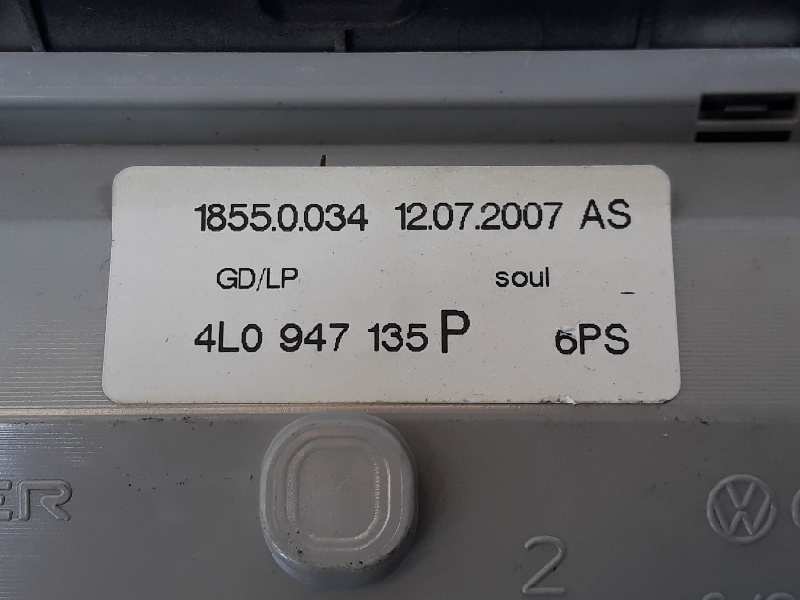 1855.0.034 12.07.2007 AS
GD/LP soul _
4L0 947 135 P 6PS
ER
2